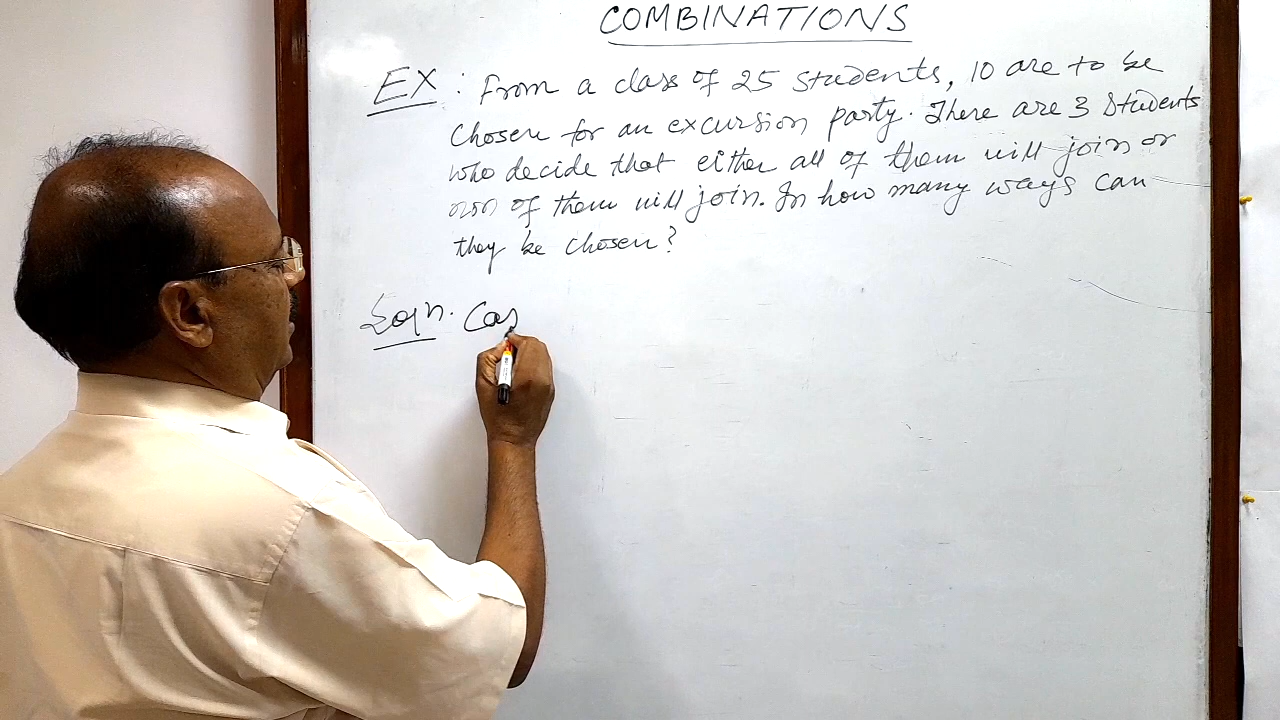 COMBINATIONS
EX : From a class of 25 students, 10 are to be
chosen for an excursion party. There are 3 students
who decide that either all of them will join or
of them will join. In how many ways can
they be chosen?
Soln. Cas